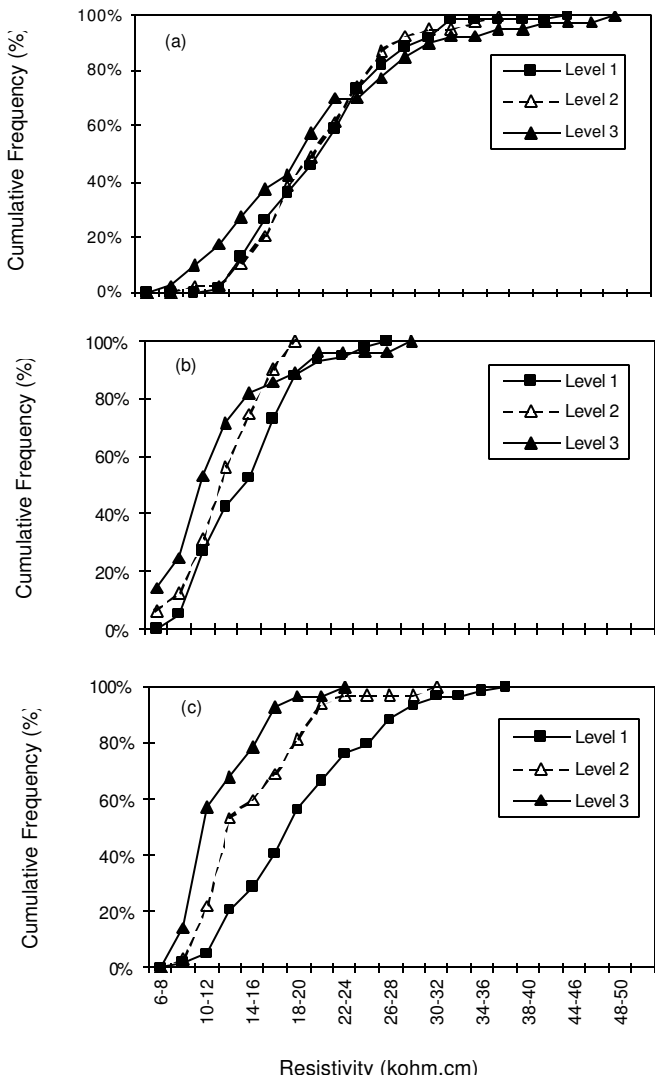 Cumulative Frequency (%)
100%
80%
60%
40%
20%
0%
(a)
Level 1
Level 2
Level 3
Cumulative Frequency (%)
100%
80%
60%
40%
20%
0%
(b)
Level 1
Level 2
Level 3
Cumulative Frequency (%)
100%
80%
60%
40%
20%
0%
(c)
Level 1
Level 2
Level 3
6-8
10-12
14-16
18-20
22-24
26-28
30-32
34-36
38-40
44-46
48-50
Resistivity (kohm.cm)